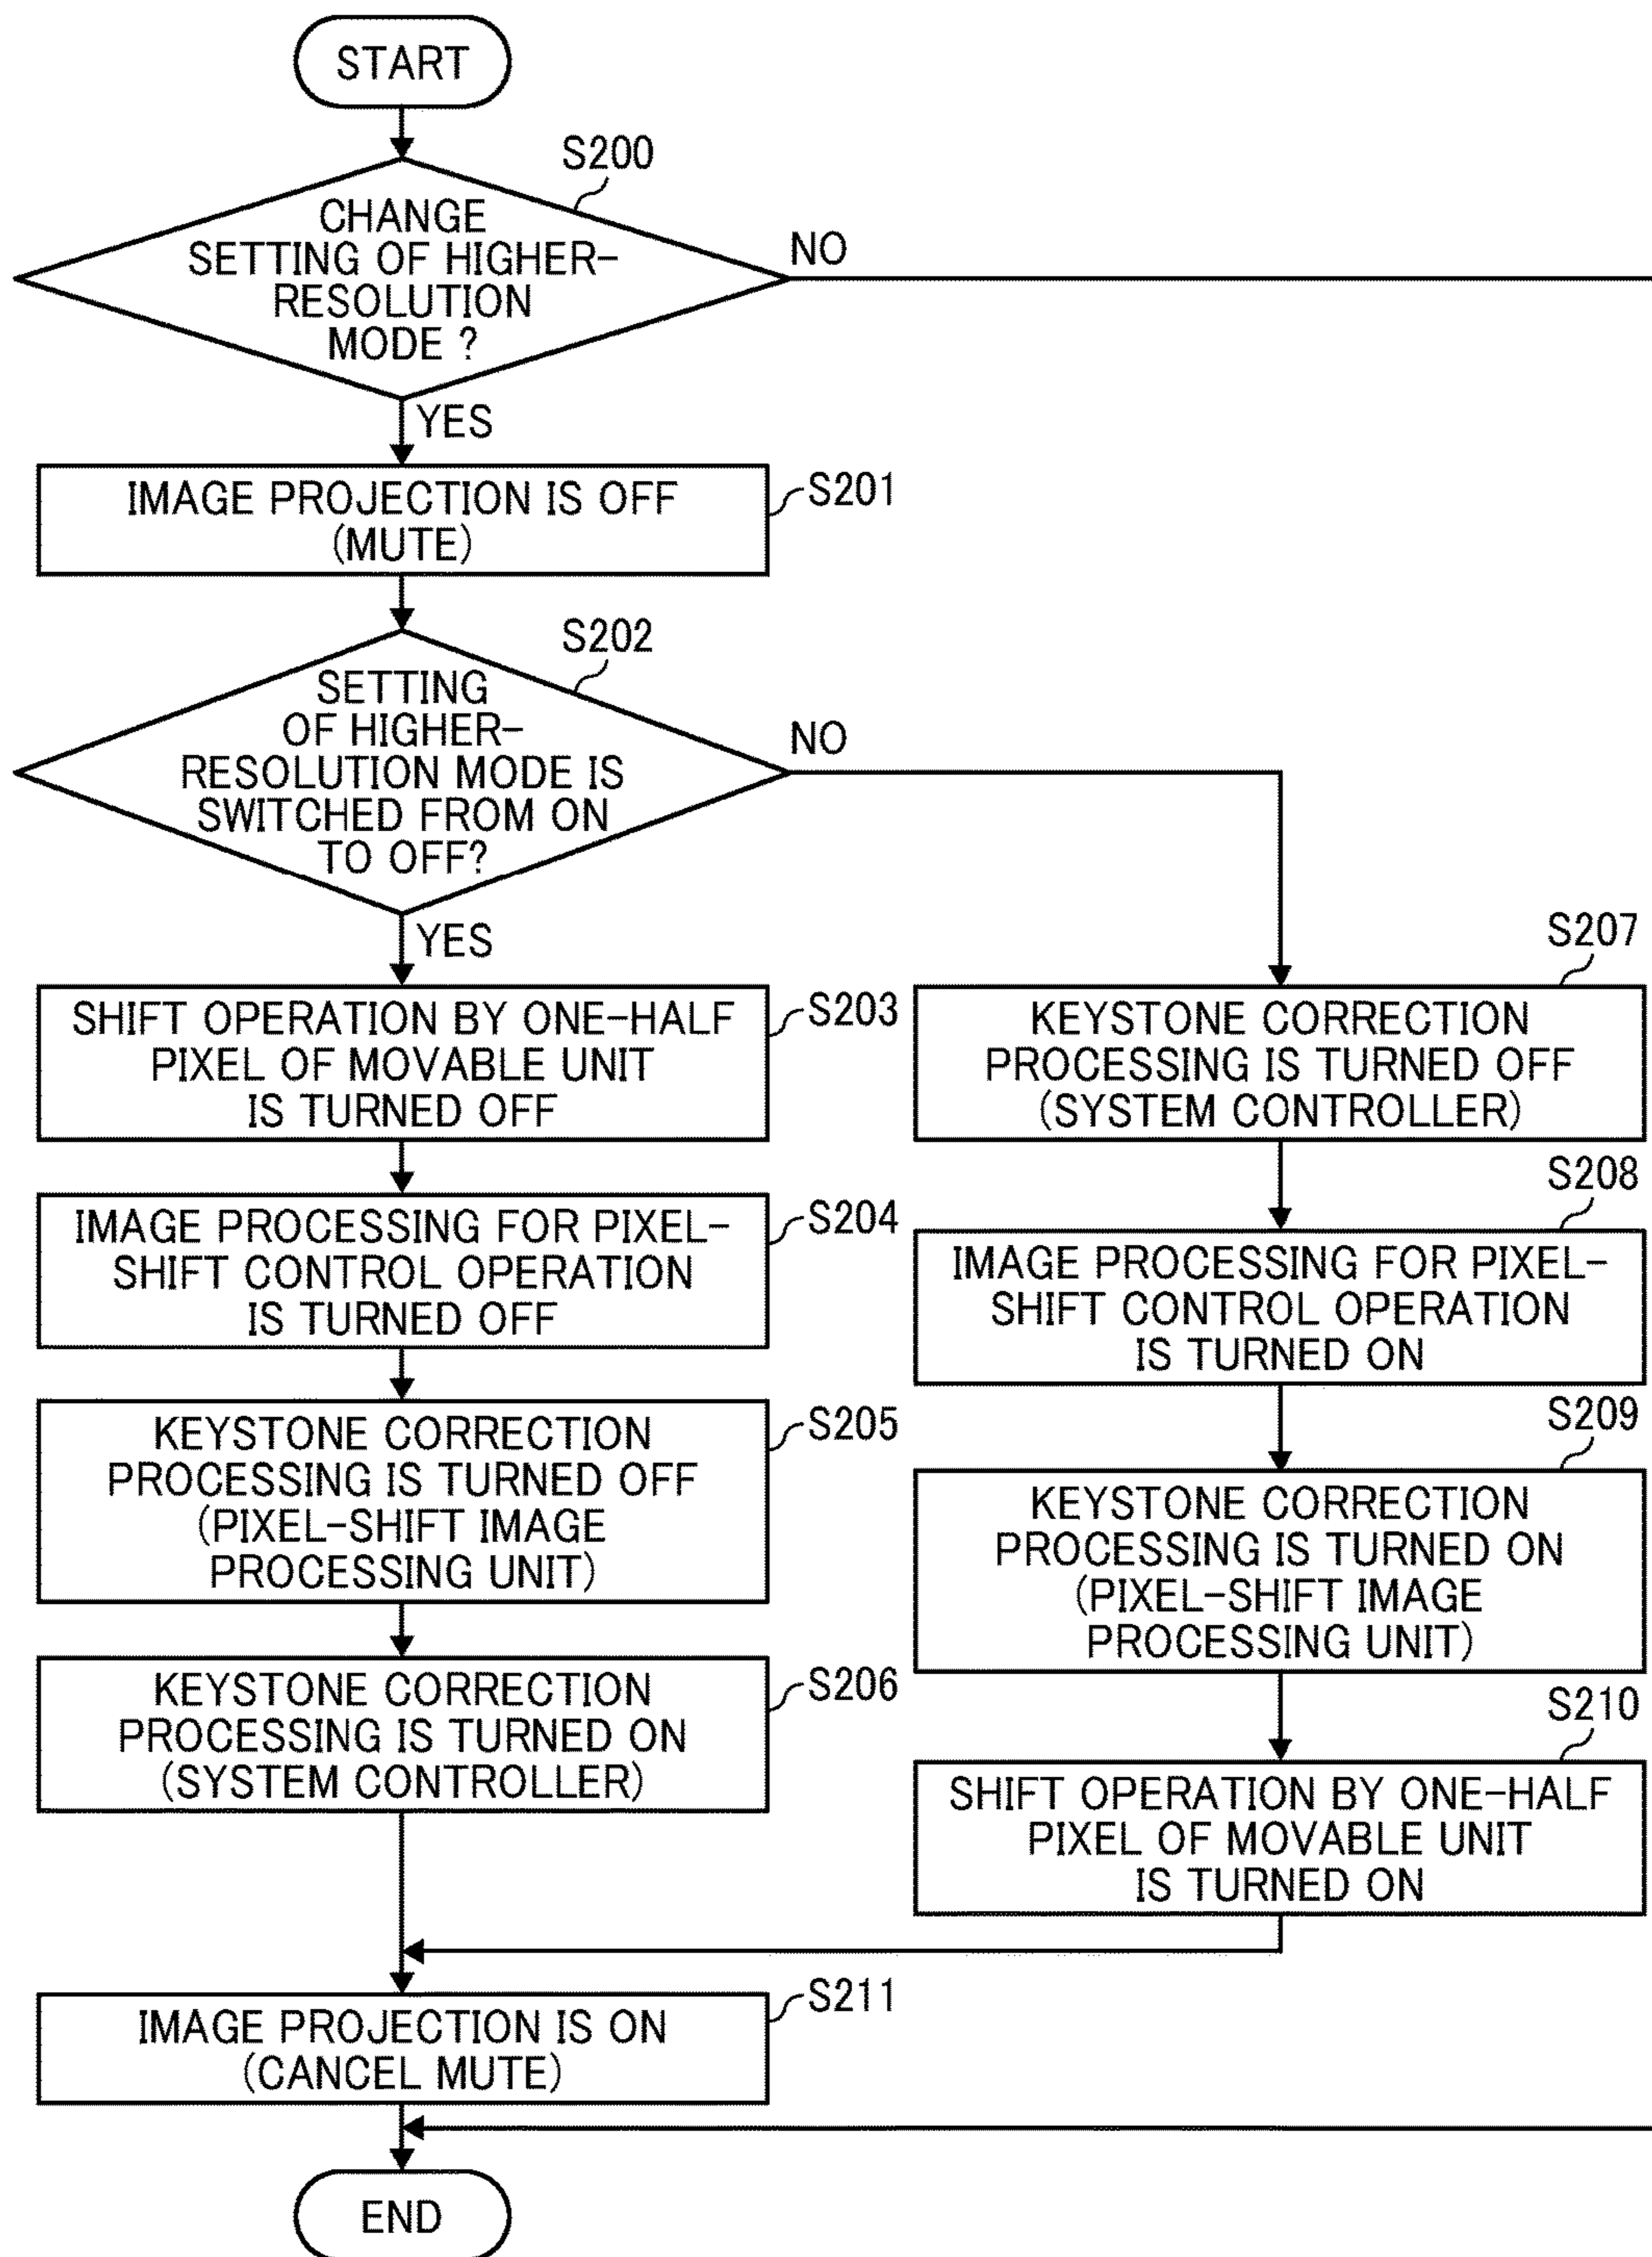 START
S200
CHANGE
SETTING OF HIGHER-
RESOLUTION
MODE ?
NO
YES
IMAGE PROJECTION IS OFF
(MUTE)
S201
S202
SETTING
OF HIGHER-
RESOLUTION MODE IS
SWITCHED FROM ON
TO OFF?
NO
YES
SHIFT OPERATION BY ONE-HALF
PIXEL OF MOVABLE UNIT
IS TURNED OFF
S203
IMAGE PROCESSING FOR PIXEL-
SHIFT CONTROL OPERATION
IS TURNED OFF
S204
KEYSTONE CORRECTION
PROCESSING IS TURNED OFF
(PIXEL-SHIFT IMAGE
PROCESSING UNIT)
S205
KEYSTONE CORRECTION
PROCESSING IS TURNED ON
(SYSTEM CONTROLLER)
S206
S207
KEYSTONE CORRECTION
PROCESSING IS TURNED OFF
(SYSTEM CONTROLLER)
S208
IMAGE PROCESSING FOR PIXEL-
SHIFT CONTROL OPERATION
IS TURNED ON
S209
KEYSTONE CORRECTION
PROCESSING IS TURNED ON
(PIXEL-SHIFT IMAGE
PROCESSING UNIT)
S210
SHIFT OPERATION BY ONE-HALF
PIXEL OF MOVABLE UNIT
IS TURNED ON
IMAGE PROJECTION IS ON
(CANCEL MUTE)
S211
END